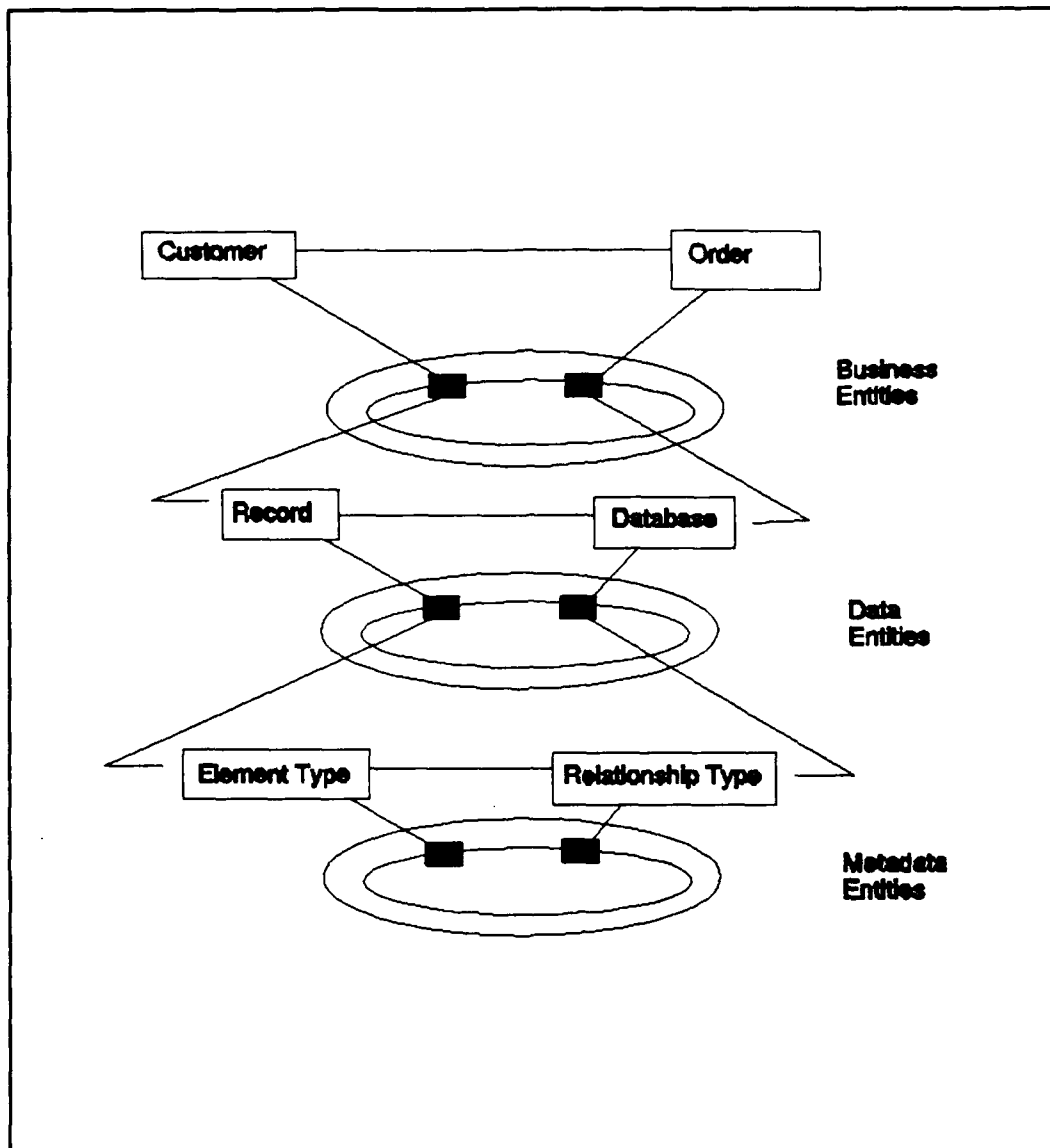 Customer
Order
Business
Entities
Record
Database
Data
Entities
Element Type
Relationship Type
Metadata
Entities